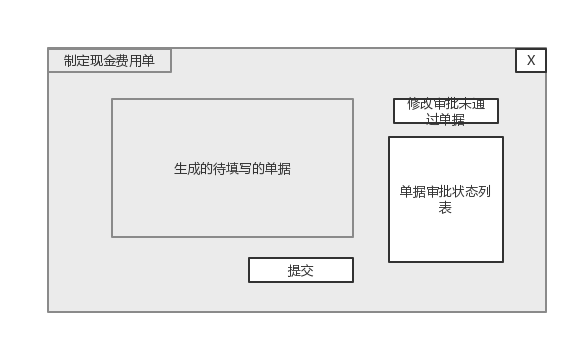 制定现金费用单
X
修改审批未通
过单据
生成的待填写的单据
单据审批状态列
表
提交